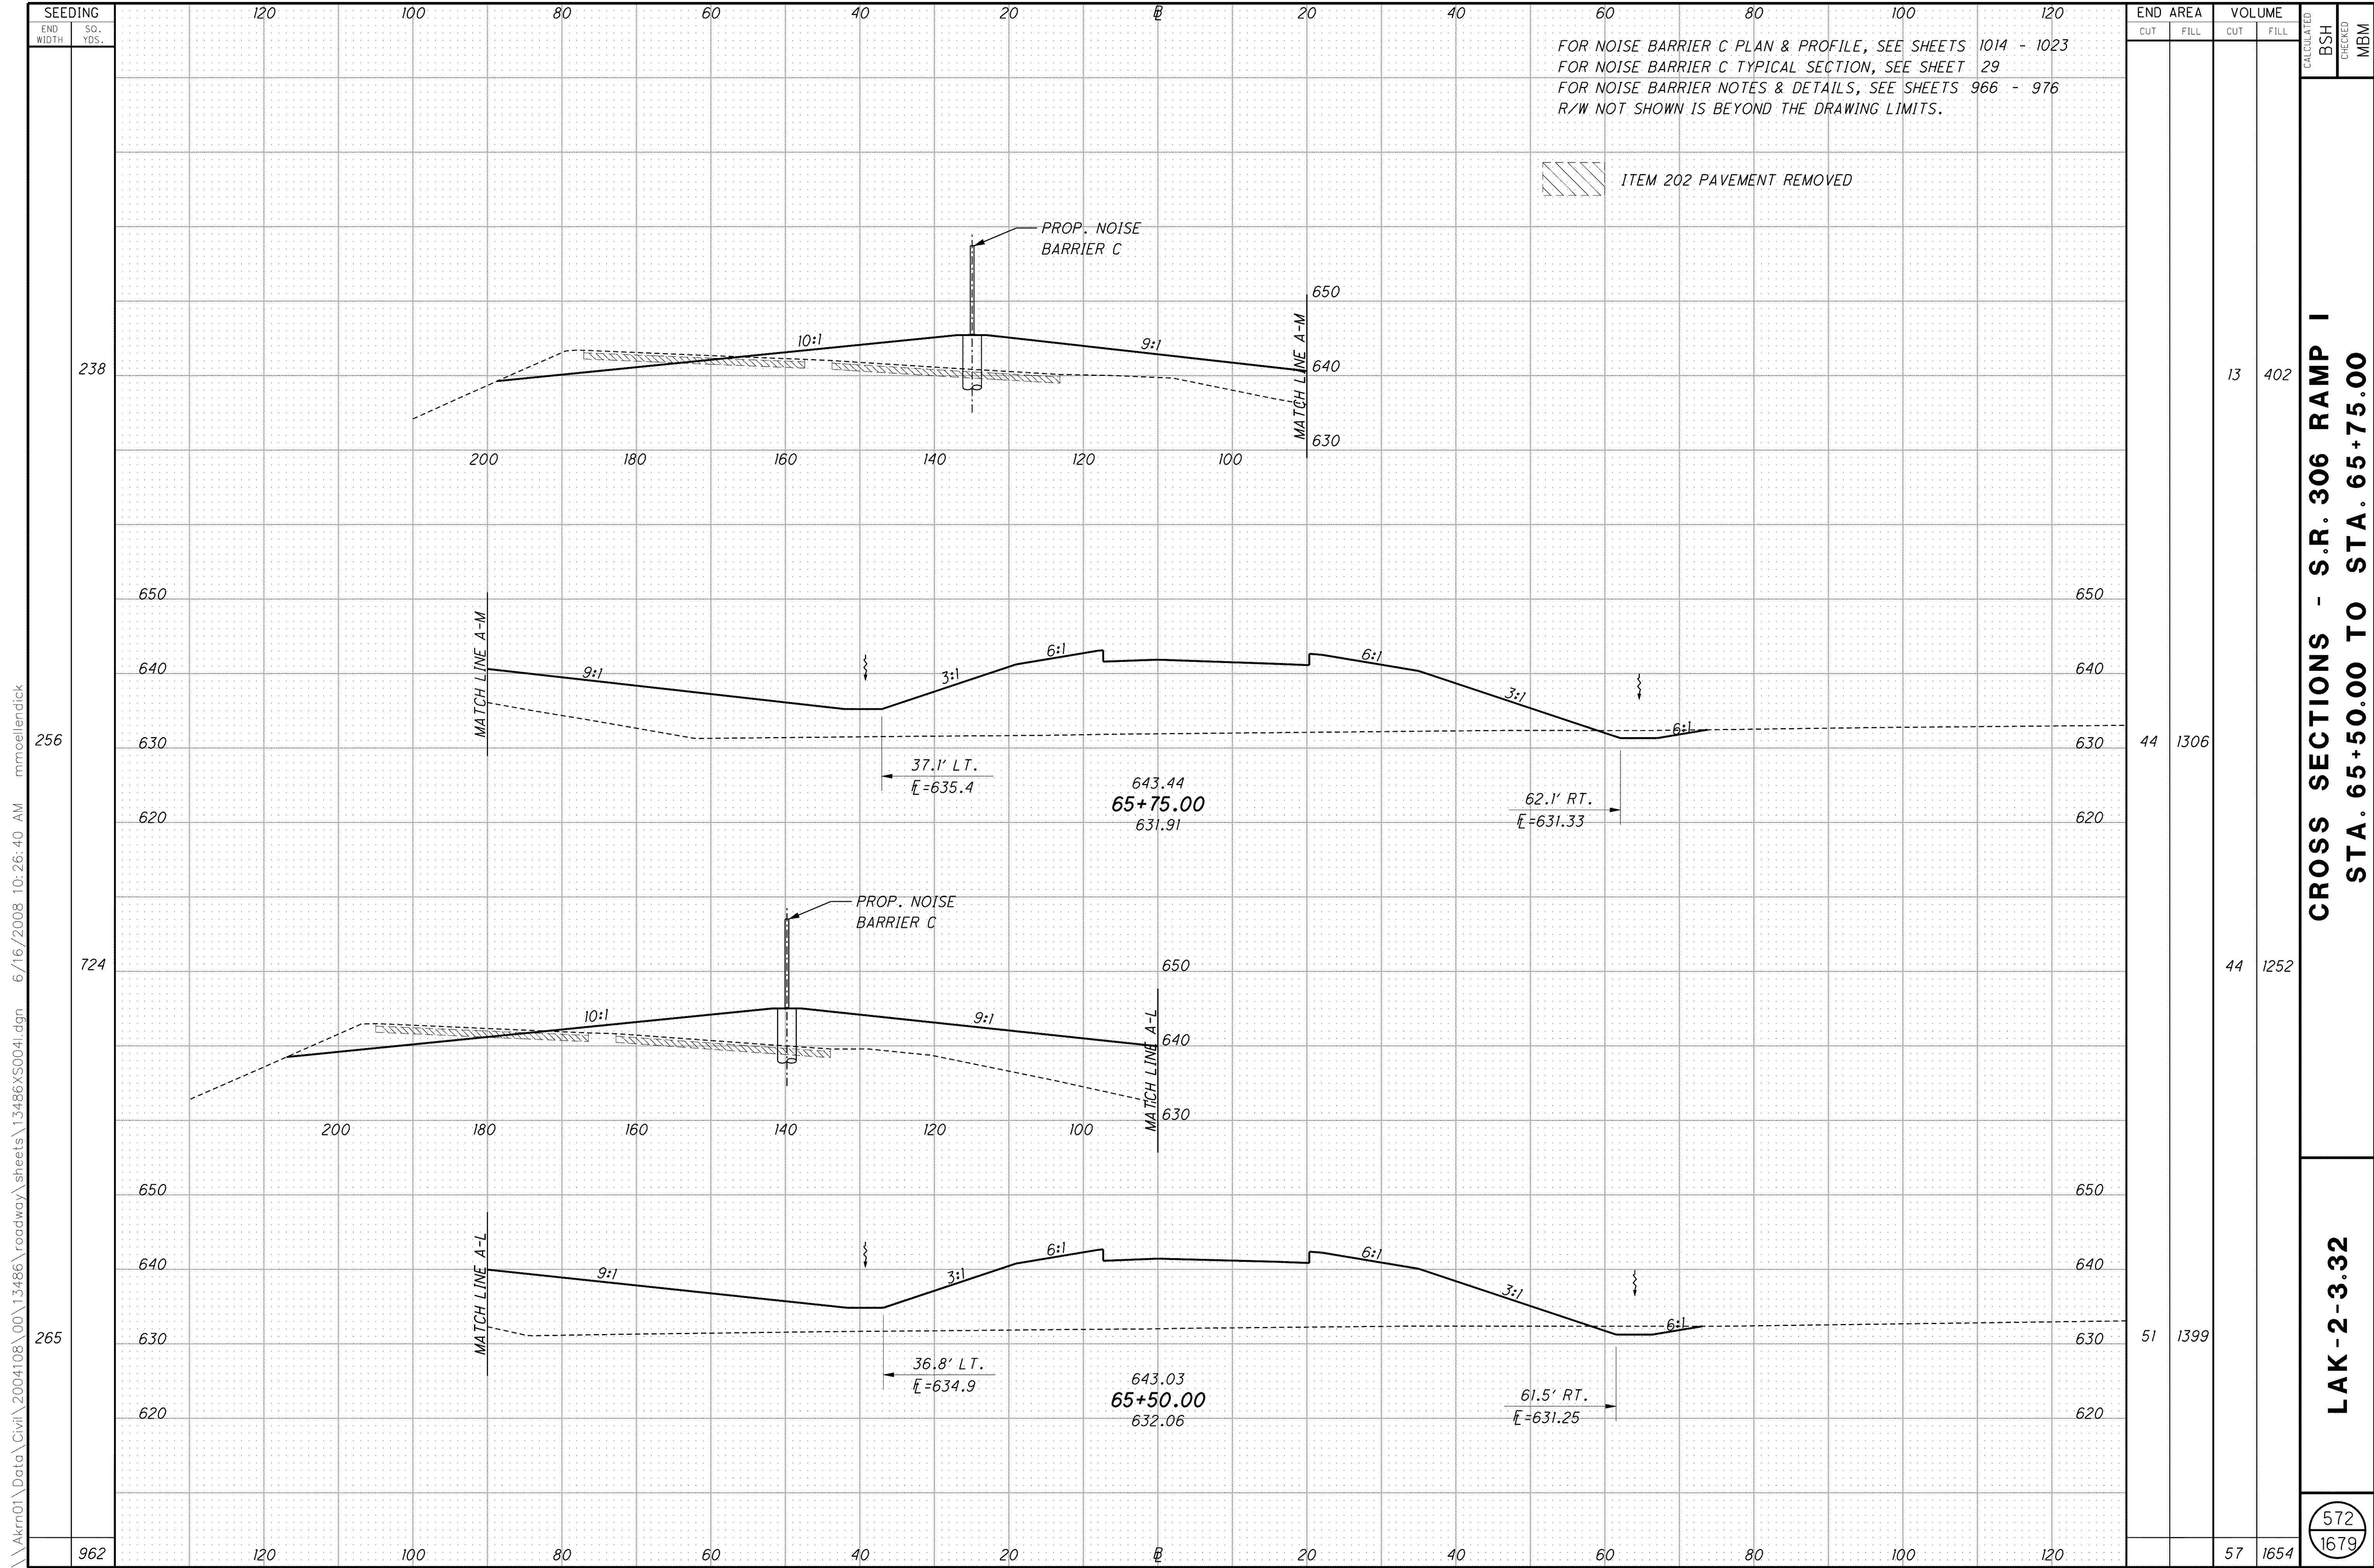 SEEDING
END WIDTH
SQ. YDS.
120 100 80 60 40 20 ⅊ 20 40 60 80 100 120
END AREA
VOLUME
CUT FILL CUT FILL
CALCULATED
BSH
CHECKED
MBM
FOR NOISE BARRIER C PLAN & PROFILE, SEE SHEETS 1014 - 1023
FOR NOISE BARRIER C TYPICAL SECTION, SEE SHEET 29
FOR NOISE BARRIER NOTES & DETAILS, SEE SHEETS 966 - 976
R/W NOT SHOWN IS BEYOND THE DRAWING LIMITS.
ITEM 202 PAVEMENT REMOVED
PROP. NOISE
BARRIER C
650
10:1
9:1
MATCH LINE A-M
640
238
13 402
630
200 180 160 140 120 100
650
650
MATCH LINE A-M
640
9:1
3:1
6:1
6:1
3:1
6:1
640
630
630
256
44 1306
37.1' LT.
℄=635.4
643.44
65+75.00
631.91
62.1' RT.
℄=631.33
620
620
PROP. NOISE
BARRIER C
724
44 1252
650
10:1
9:1
MATCH LINE A-L
640
630
200 180 160 140 120 100
650
650
MATCH LINE A-L
640
9:1
3:1
6:1
6:1
3:1
6:1
640
630
630
265
51 1399
36.8' LT.
℄=634.9
643.03
65+50.00
632.06
61.5' RT.
℄=631.25
620
620
962
120 100 80 60 40 20 ⅊ 20 40 60 80 100 120
57 1654
CROSS SECTIONS - S.R. 306 RAMP I
STA. 65+50.00 TO STA. 65+75.00
LAK-2-3.32
572
1679
\\Akrn01\Data\Civil\2004108\00\13486\roadway\sheets\13486XS004I.dgn 6/16/2008 10:26:40 AM mmoellendick